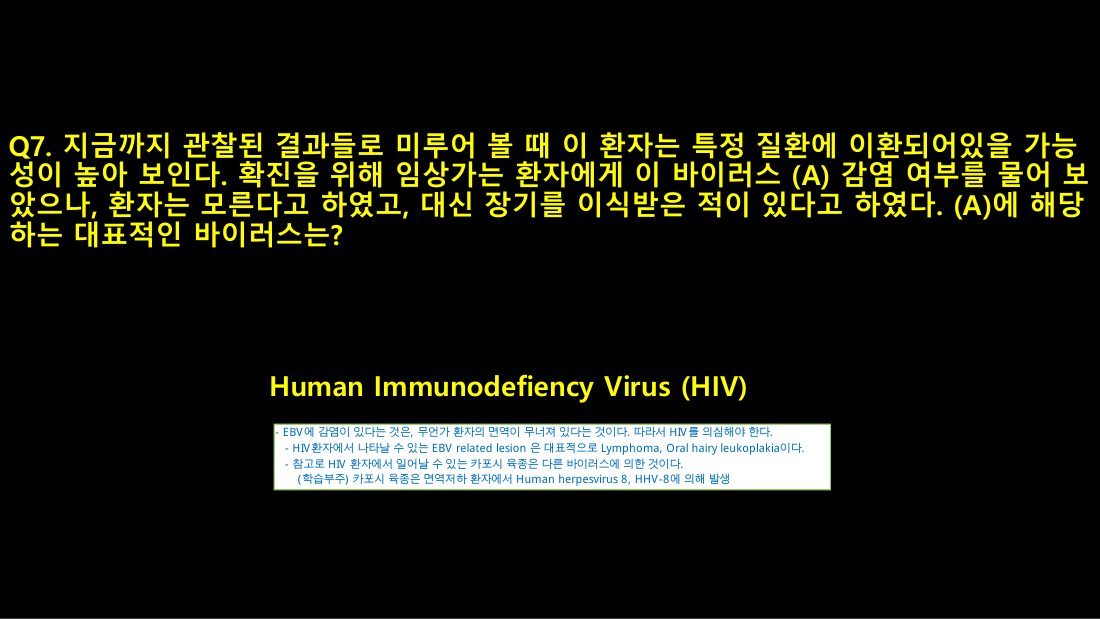 Q7. 지금까지 관찰된 결과들로 미루어 볼 때 이 환자는 특정 질환에 이환되어있을 가능
성이 높아 보인다. 확진을 위해 임상가는 환자에게 이 바이러스 (A) 감염 여부를 물어 보
았으나, 환자는 모른다고 하였고, 대신 장기를 이식받은 적이 있다고 하였다. (A)에 해당
하는 대표적인 바이러스는?
Human Immunodefiency Virus (HIV)
- EBV에 감염이 있다는 것은, 무언가 환자의 면역이 무너져 있다는 것이다. 따라서 HIV를 의심해야 한다.
- HIV환자에서 나타날 수 있는 EBV related lesion 은 대표적으로 Lymphoma, Oral hairy leukoplakia이다.
- 참고로 HIV 환자에서 일어날 수 있는 카포시 육종은 다른 바이러스에 의한 것이다.
(학습부주) 카포시 육종은 면역저하 환자에서 Human herpesvirus 8, HHV-8에 의해 발생